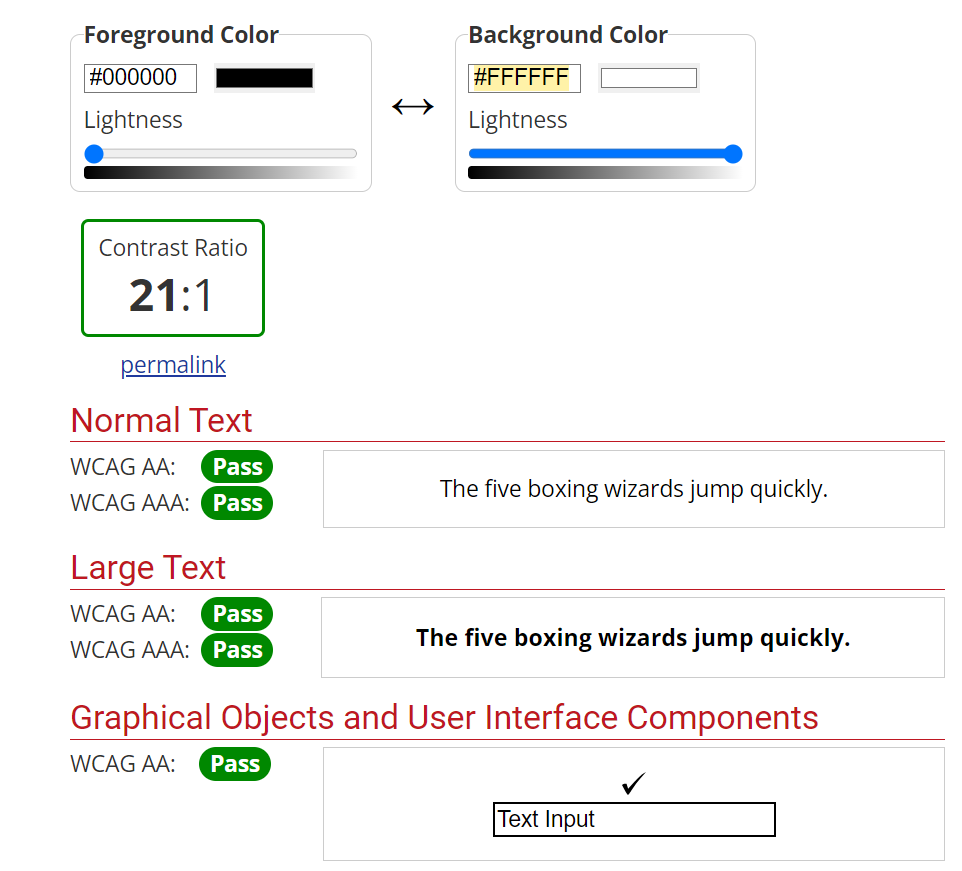 Foreground Color
#000000
Lightness
Background Color
#FFFFFF
Lightness
Contrast Ratio
21:1
permalink
Normal Text
WCAG AA: Pass
WCAG AAA: Pass
The five boxing wizards jump quickly.
Large Text
WCAG AA: Pass
WCAG AAA: Pass
The five boxing wizards jump quickly.
Graphical Objects and User Interface Components
WCAG AA: Pass
Text Input